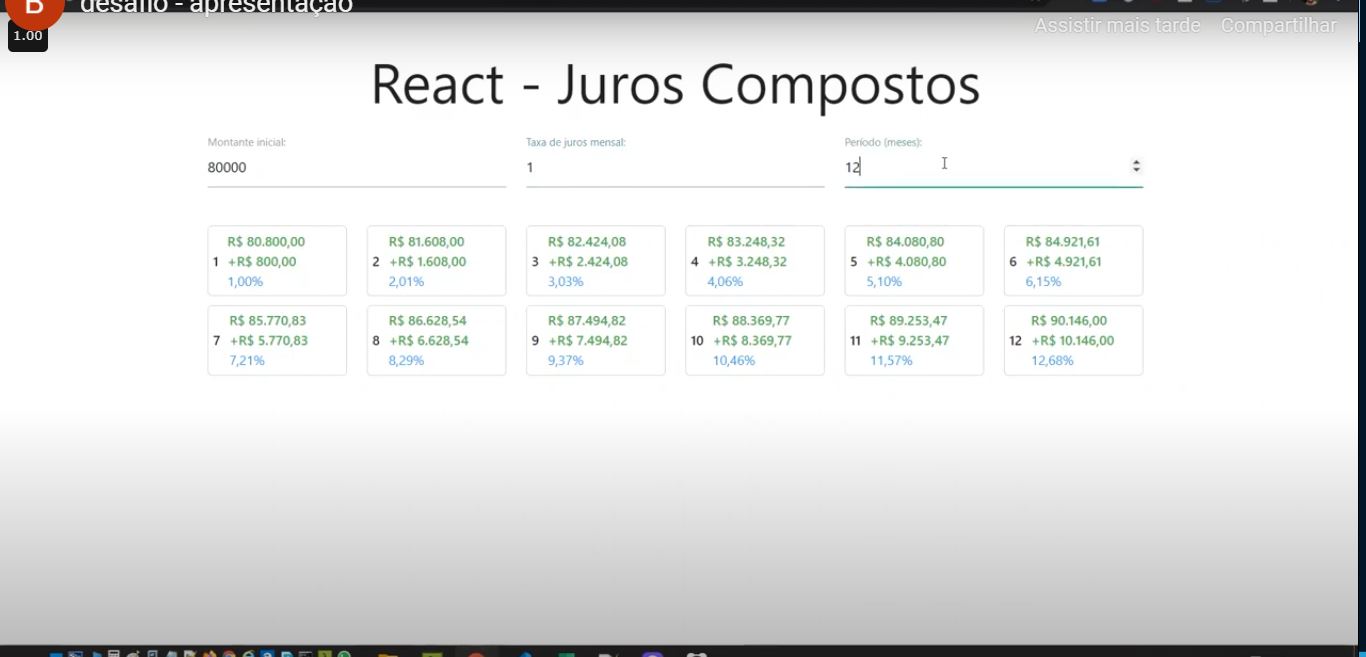 B desafio - apresentação
1.00
Assistir mais tarde Compartilhar
React - Juros Compostos
Montante inicial: Taxa de juros mensal: Período (meses):
80000 1 12
R$ 80.800,00 R$ 81.608,00 R$ 82.424,08 R$ 83.248,32 R$ 84.080,80 R$ 84.921,61
1 +R$ 800,00 2 +R$ 1.608,00 3 +R$ 2.424,08 4 +R$ 3.248,32 5 +R$ 4.080,80 6 +R$ 4.921,61
1,00% 2,01% 3,03% 4,06% 5,10% 6,15%
R$ 85.770,83 R$ 86.628,54 R$ 87.494,82 R$ 88.369,77 R$ 89.253,47 R$ 90.146,00
7 +R$ 5.770,83 8 +R$ 6.628,54 9 +R$ 7.494,82 10 +R$ 8.369,77 11 +R$ 9.253,47 12 +R$ 10.146,00
7,21% 8,29% 9,37% 10,46% 11,57% 12,68%